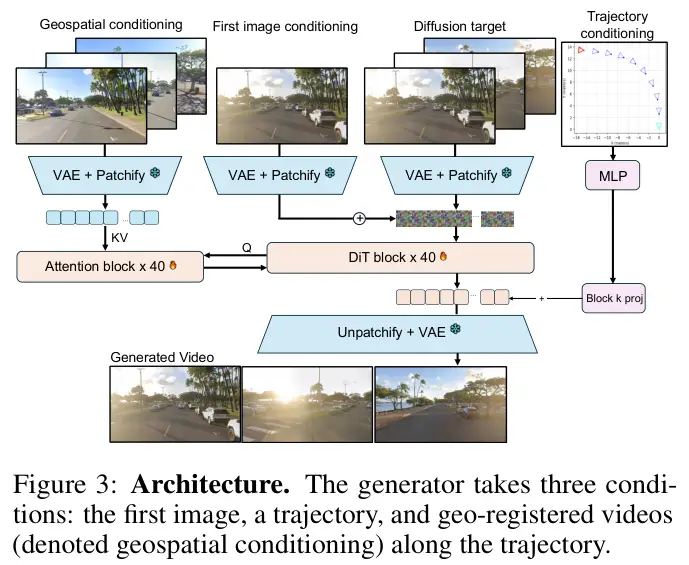 Geospatial conditioning
First image conditioning
Diffusion target
Trajectory
conditioning
VAE + Patchify
VAE + Patchify
VAE + Patchify
MLP
...
...
KV
+
Q
Attention block x 40
DiT block x 40
...
+
Block k proj
Unpatchify + VAE
Generated Video
Figure 3: Architecture. The generator takes three condi-
tions: the first image, a trajectory, and geo-registered videos
(denoted geospatial conditioning) along the trajectory.